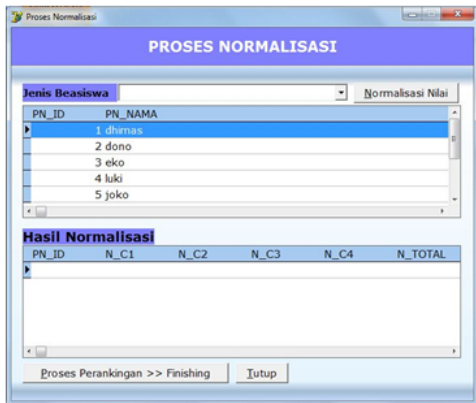 Proses Normalisasi
PROSES NORMALISASI
Jenis Beasiswa
Normalisasi Nilai
PN_ID PN_NAMA
1 dhimas
2 dono
3 eko
4 luki
5 joko
Hasil Normalisasi
PN_ID N_C1 N_C2 N_C3 N_C4 N_TOTAL
Proses Perankingan >> Finishing Tutup